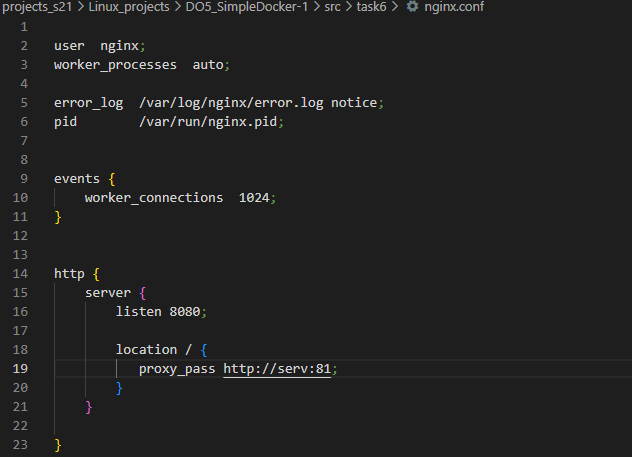 projects_s21 > Linux_projects > DO5_SimpleDocker-1 > src > task6 > nginx.conf
1
2 user  nginx;
3 worker_processes  auto;
4
5 error_log  /var/log/nginx/error.log notice;
6 pid        /var/run/nginx.pid;
7
8
9 events {
10     worker_connections  1024;
11 }
12
13
14 http {
15     server {
16         listen 8080;
17
18         location / {
19            proxy_pass http://serv:81;
20         }
21     }
22
23 }